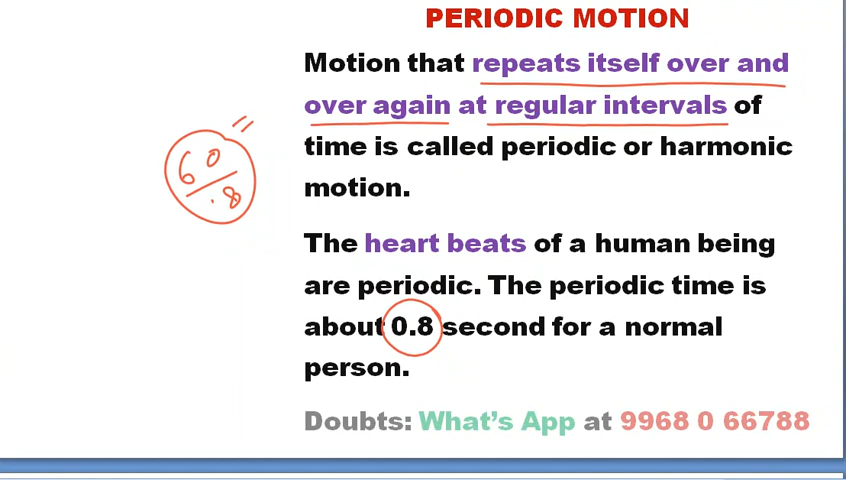 PERIODIC MOTION
Motion that repeats itself over and
over again at regular intervals of
time is called periodic or harmonic
motion.
60
.8
The heart beats of a human being
are periodic. The periodic time is
about 0.8 second for a normal
person.
Doubts: What's App at 9968 0 66788